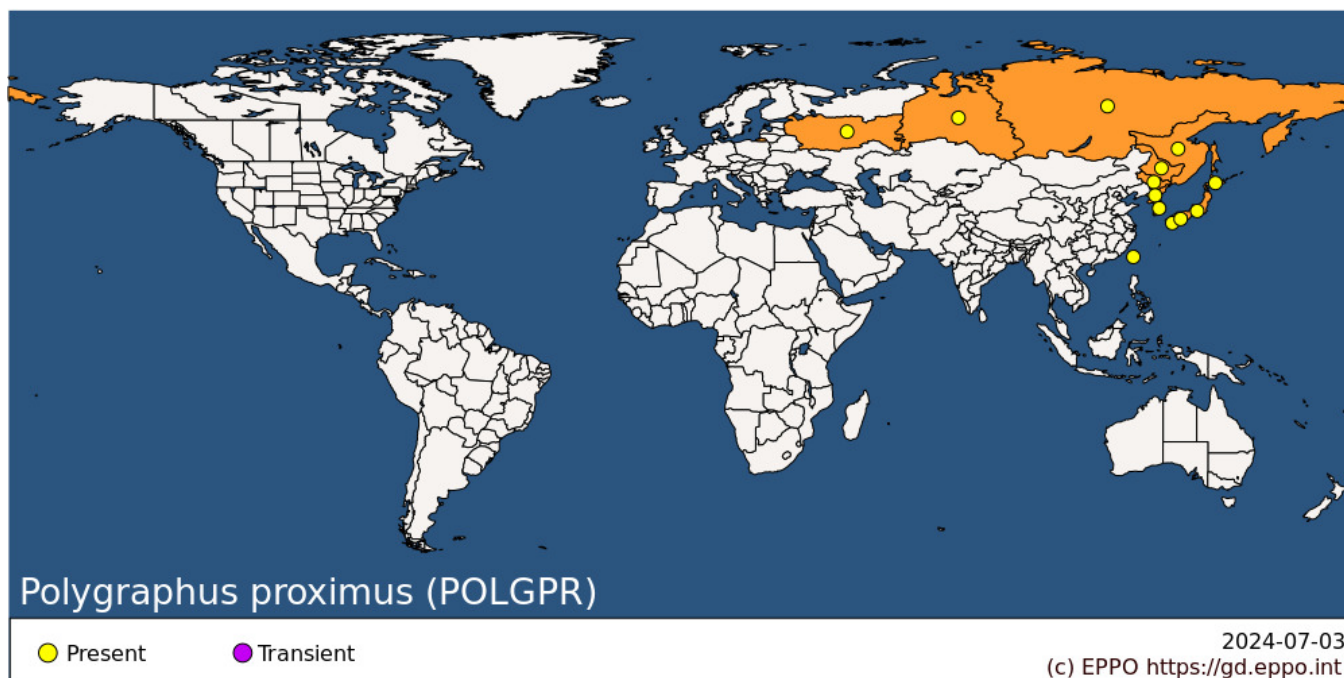 Polygraphus proximus (POLGPR)
Present
Transient
2024-07-03
(c) EPPO https://gd.eppo.int